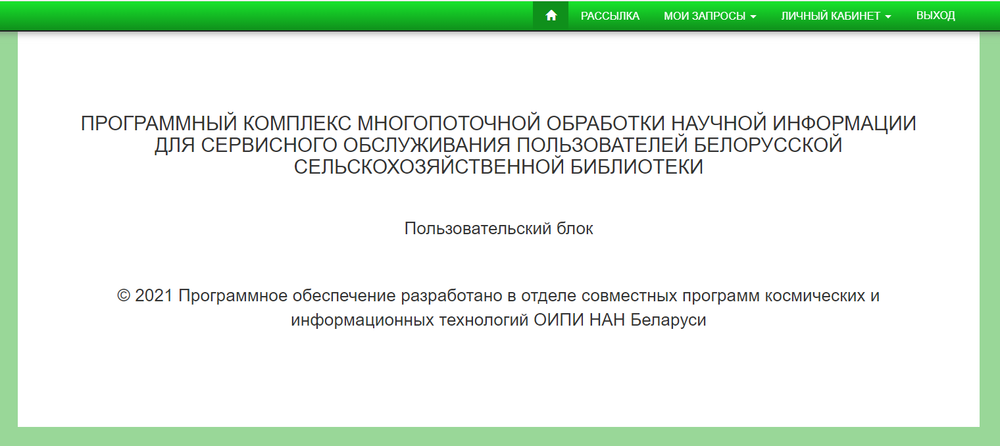 РАССЫЛКА МОИ ЗАПРОСЫ ЛИЧНЫЙ КАБИНЕТ ВЫХОД
ПРОГРАММНЫЙ КОМПЛЕКС МНОГОПОТОЧНОЙ ОБРАБОТКИ НАУЧНОЙ ИНФОРМАЦИИ
ДЛЯ СЕРВИСНОГО ОБСЛУЖИВАНИЯ ПОЛЬЗОВАТЕЛЕЙ БЕЛОРУССКОЙ
СЕЛЬСКОХОЗЯЙСТВЕННОЙ БИБЛИОТЕКИ
Пользовательский блок
© 2021 Программное обеспечение разработано в отделе совместных программ космических и
информационных технологий ОИПИ НАН Беларуси